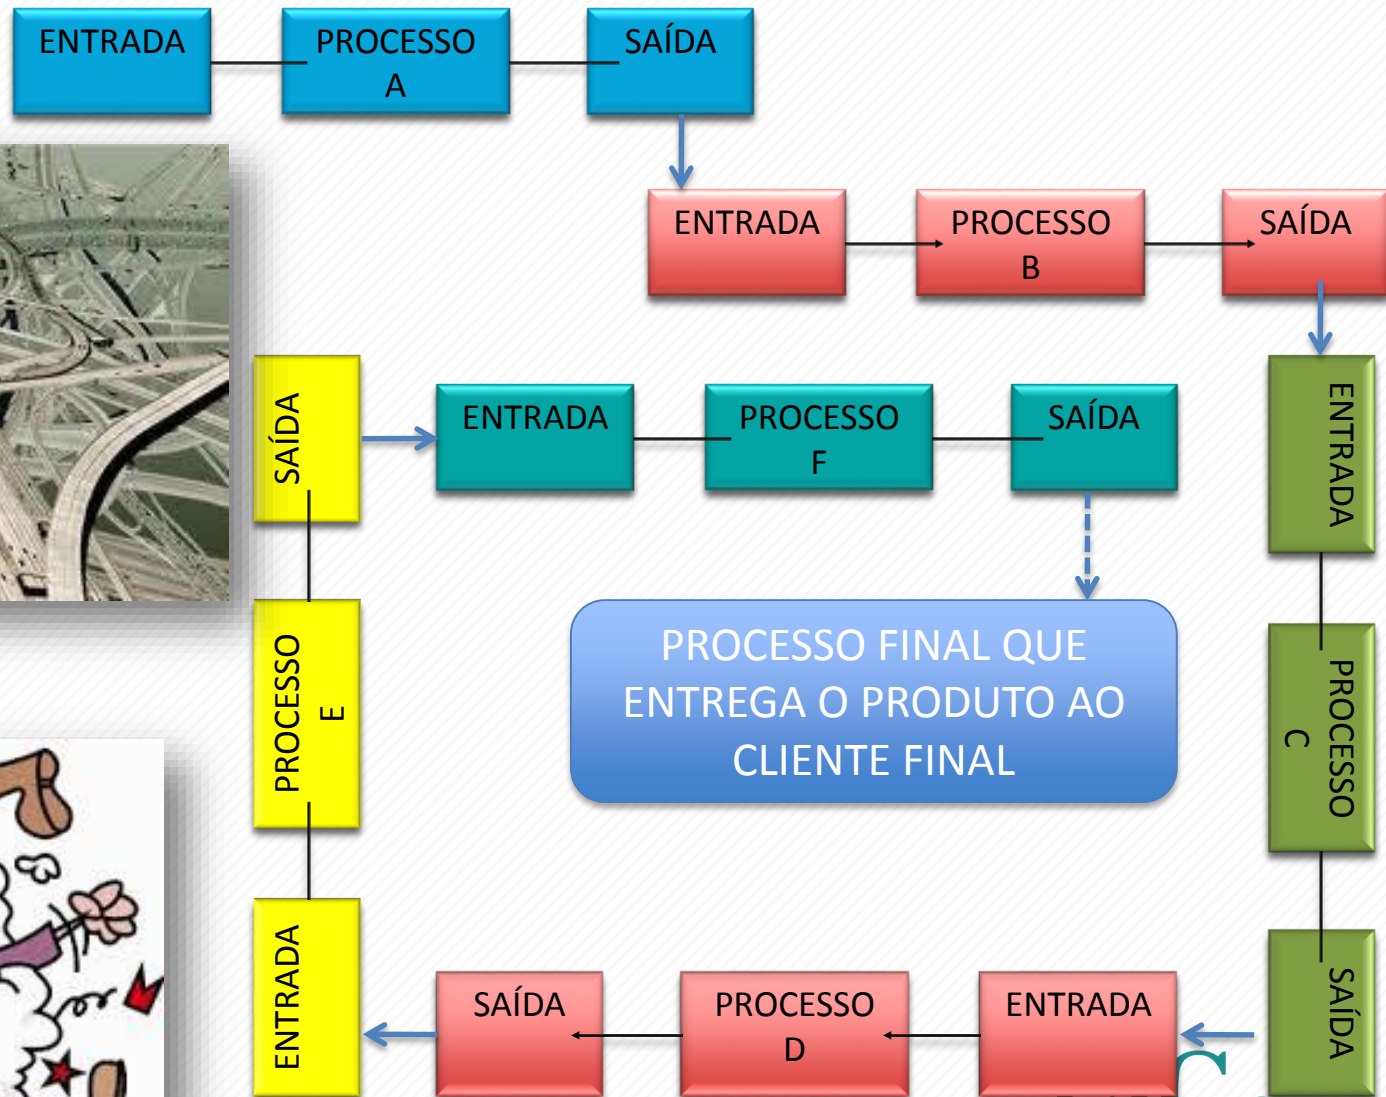 ENTRADA
PROCESSO
A
SAÍDA
ENTRADA
PROCESSO
B
SAÍDA
ENTRADA
PROCESSO
C
SAÍDA
ENTRADA
PROCESSO
D
SAÍDA
ENTRADA
PROCESSO
E
SAÍDA
ENTRADA
PROCESSO
F
SAÍDA
PROCESSO FINAL QUE
ENTREGA O PRODUTO AO
CLIENTE FINAL